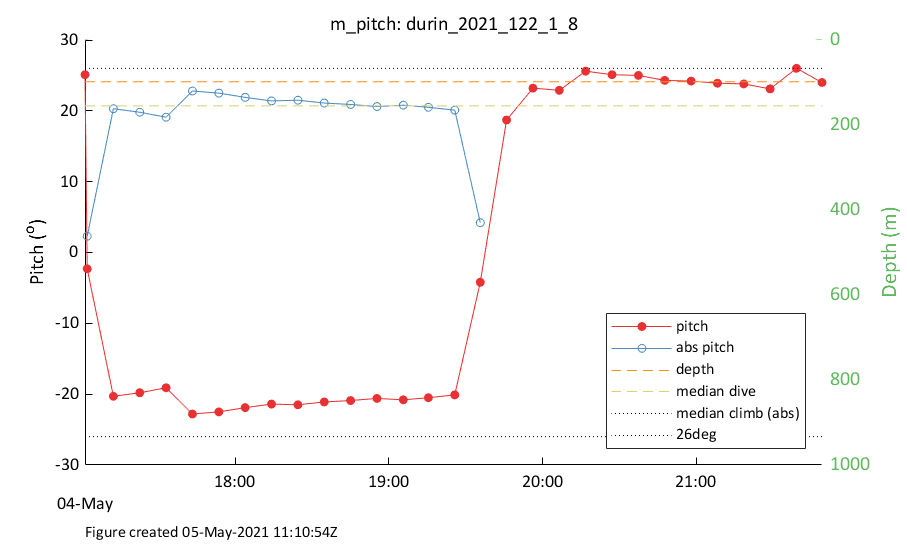 m_pitch: durin_2021_122_1_8
30
20
10
0
-10
-20
-30
Pitch (º)
0
200
400
600
800
1000
Depth (m)
pitch
abs pitch
depth
median dive
median climb (abs)
26deg
18:00
19:00
20:00
21:00
04-May
Figure created 05-May-2021 11:10:54Z